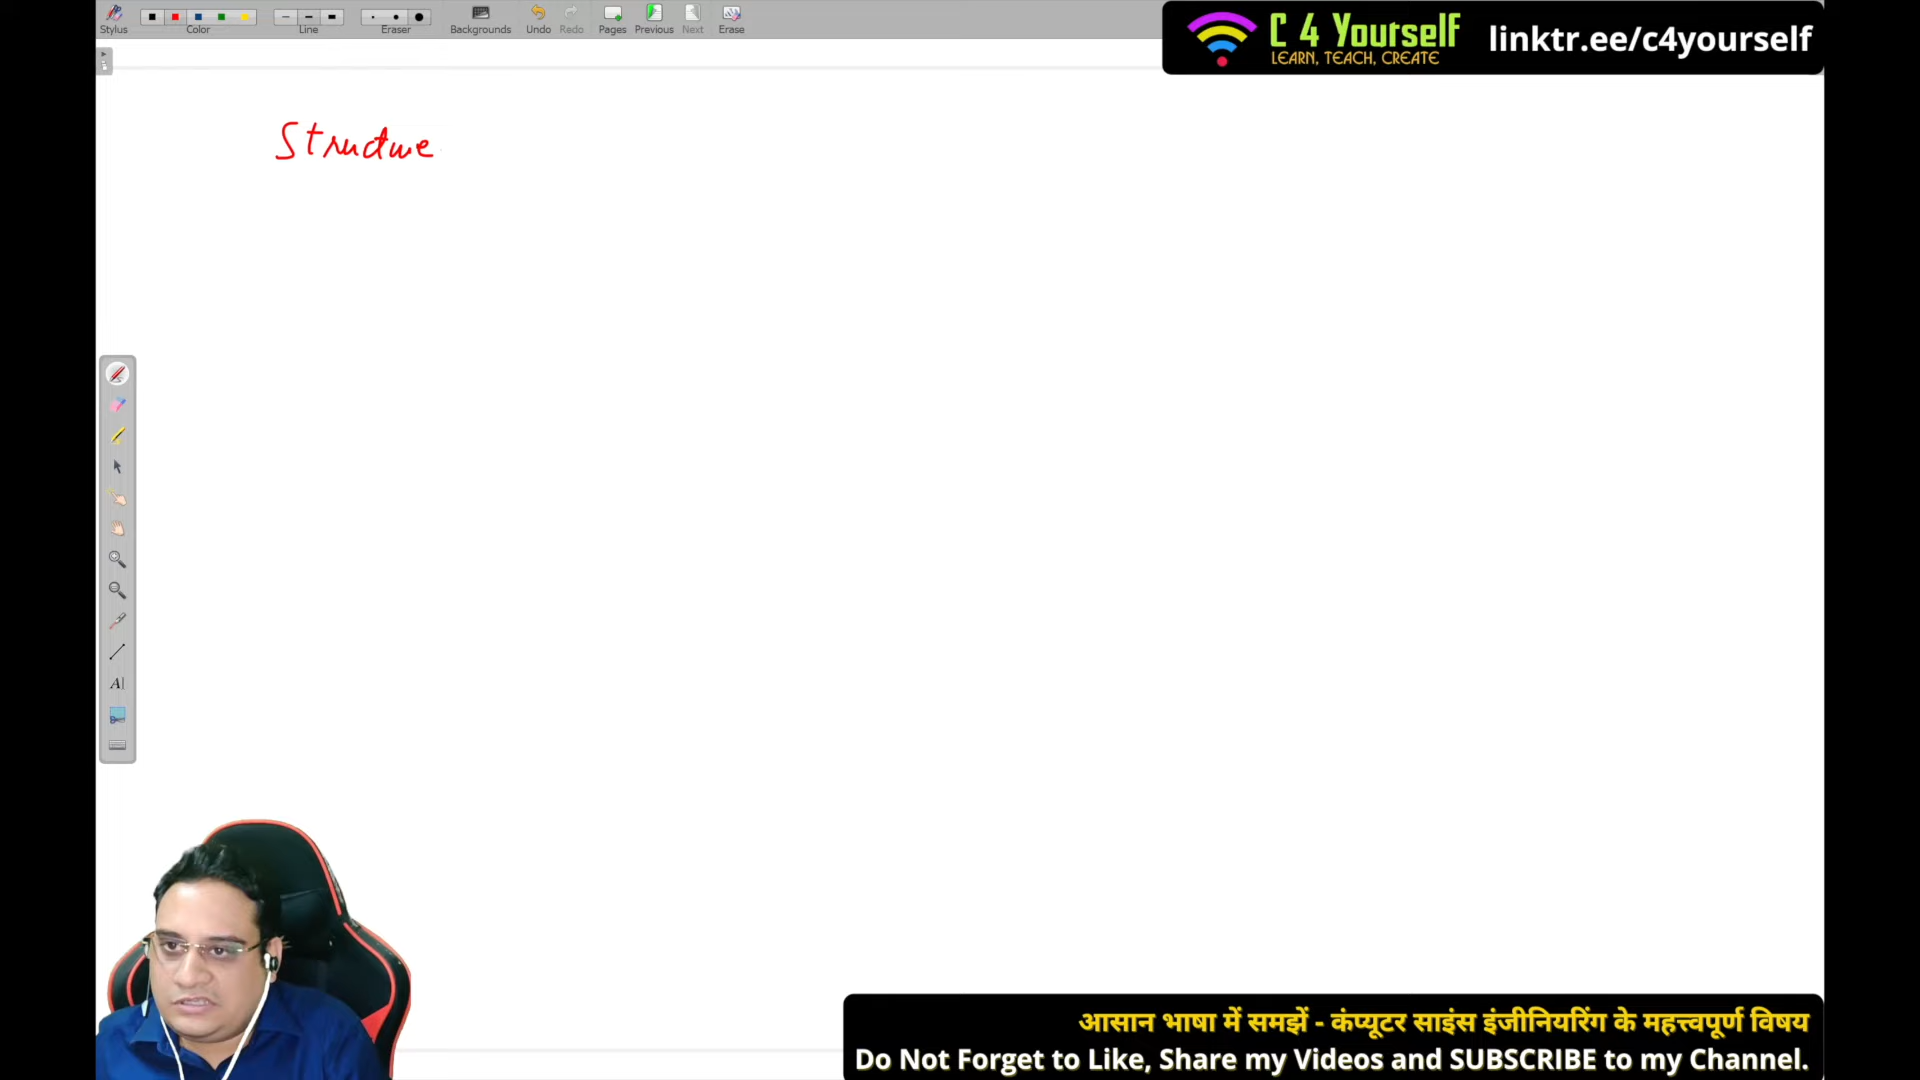 Stylus
Color
Line
Eraser
Backgrounds
Undo
Redo
Pages
Previous
Next
Erase
C 4 Yourself
LEARN, TEACH, CREATE
linktr.ee/c4yourself
Structure
A
आसान भाषा में समझें - कंप्यूटर साइंस इंजीनियरिंग के महत्त्वपूर्ण विषय
Do Not Forget to Like, Share my Videos and SUBSCRIBE to my Channel.